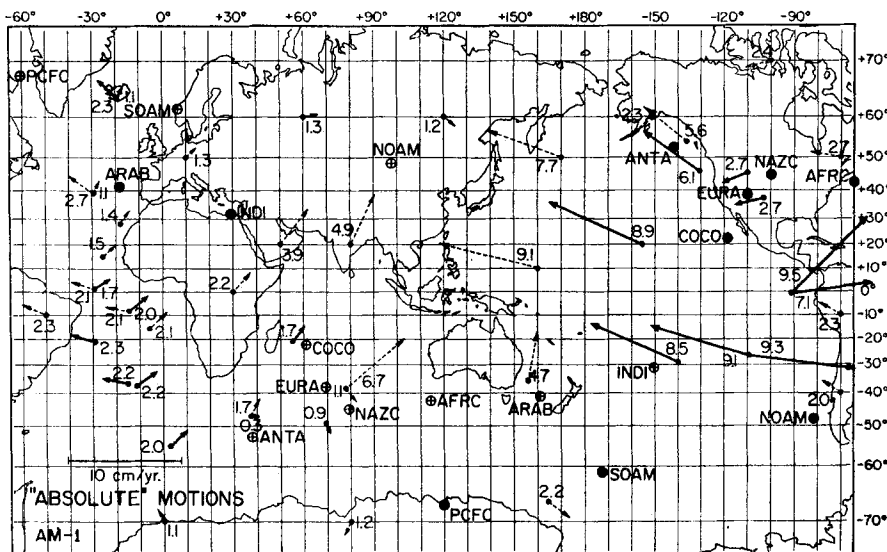 -60° -30° 0° +30° +60° +90° +120° +150° -150° -120° -90°
PCFC
+70°
2.3 1.1
SOAM
1.3 1.2 2.3 5.6
+60°
1.3 NOAM 7.7 ANTA 6.1 2.7 NAZC 2.7
+50°
ARAB EURA AFR2
2.7 1.1 2.7
+40°
1.4 INDI
+30°
1.5 3.9 4.9 8.9 COCO
+20°
9.1 9.5
+10°
2.1 1.7 2.2 7.1
0°
2.1 2.0
-10°
2.3 2.1 2.3
2.3 1.7 COCO 8.5 9.1 9.3
-20°
-30°
2.2 2.2 EURA 1.1 6.7 4.7 INDI
1.7 0.9 NAZC AFRC ARAB 2.0
-40°
0.3 ANTA NOAM
2.0
-50°
10 cm/yr. SOAM
-60°
"ABSOLUTE" MOTIONS
PCFC 2.2
AM-1 1.1 1.2
-70°